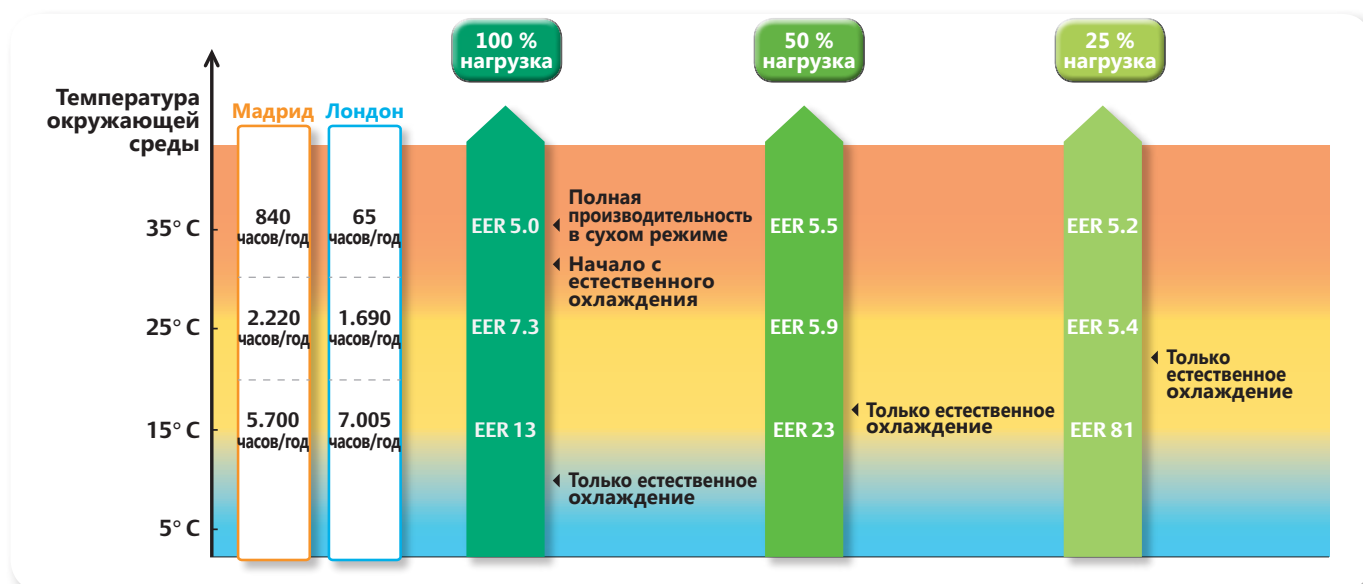 100 %
нагрузка
50 %
нагрузка
25 %
нагрузка
Температура
окружающей
среды
Мадрид
Лондон
35° C
840
часов/год
65
часов/год
EER 5.0
Полная
производительность
в сухом режиме
EER 5.5
EER 5.2
Начало с
естественного
охлаждения
25° C
2.220
часов/год
1.690
часов/год
EER 7.3
EER 5.9
EER 5.4
Только
естественное
охлаждение
15° C
5.700
часов/год
7.005
часов/год
EER 13
EER 23
Только естественное
охлаждение
EER 81
Только естественное
охлаждение
5° C